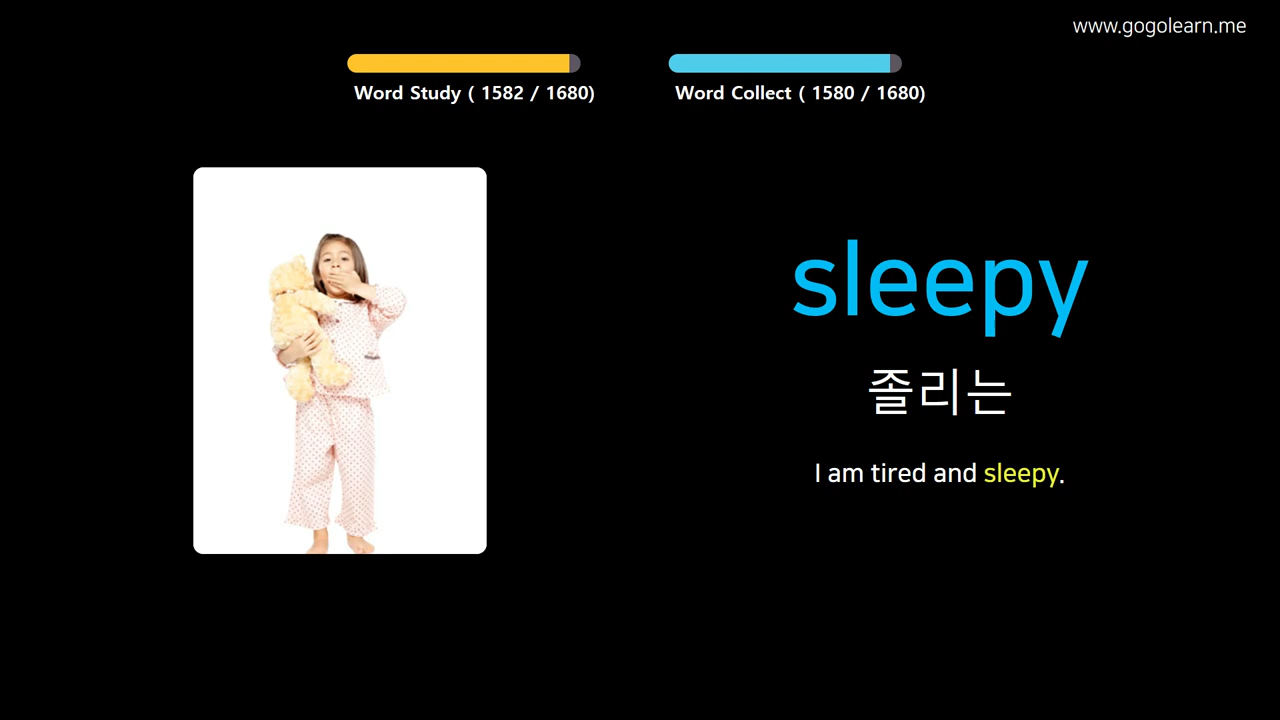 www.gogolearn.me
Word Study ( 1582 / 1680)
Word Collect ( 1580 / 1680)
sleepy
졸리는
I am tired and sleepy.